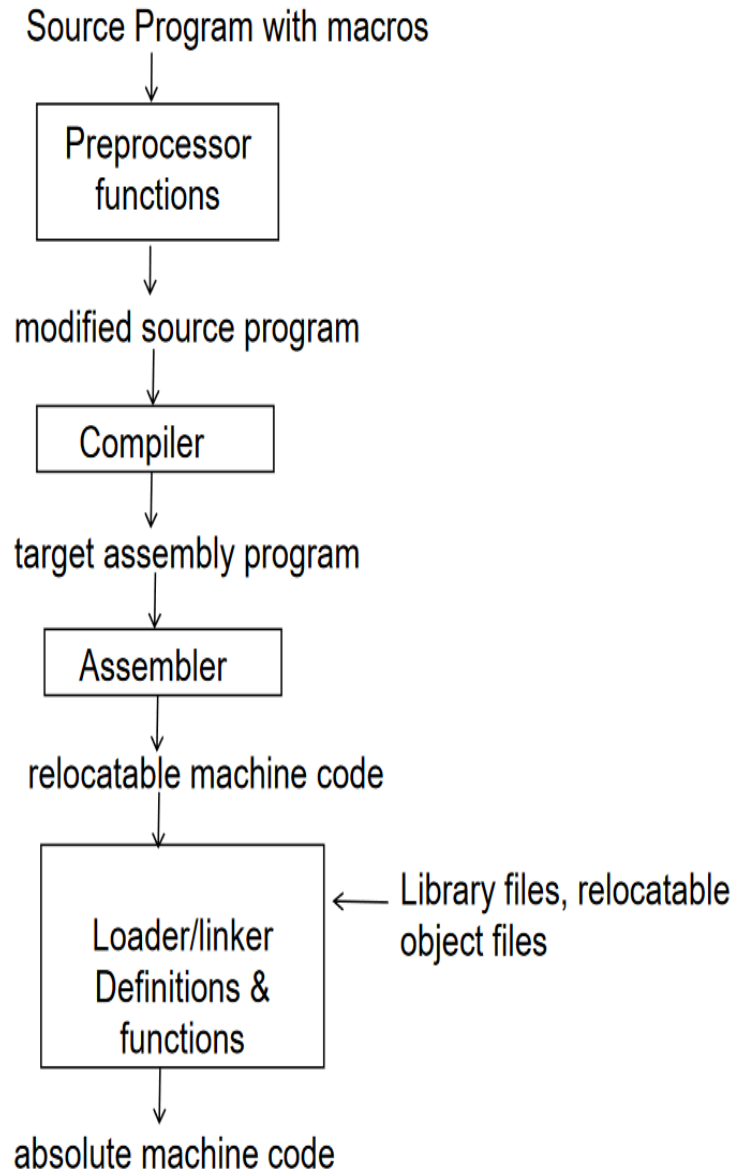 Source Program with macros
Preprocessor
functions
modified source program
Compiler
target assembly program
Assembler
relocatable machine code
Loader/linker
Definitions &
functions
Library files, relocatable
object files
absolute machine code